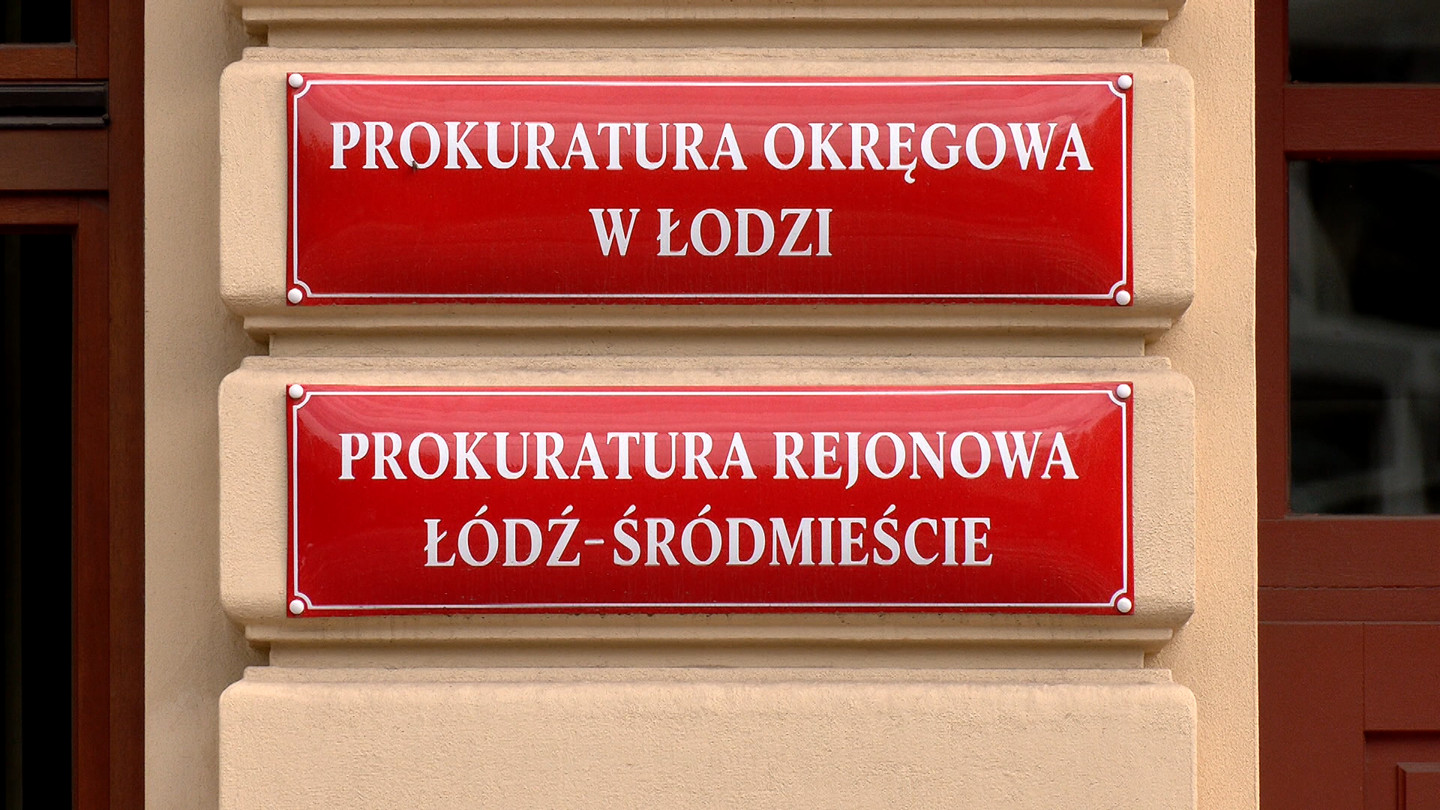 PROKURATURA OKRĘGOWA
W ŁODZI
PROKURATURA REJONOWA
ŁÓDŹ-ŚRÓDMIEŚCIE